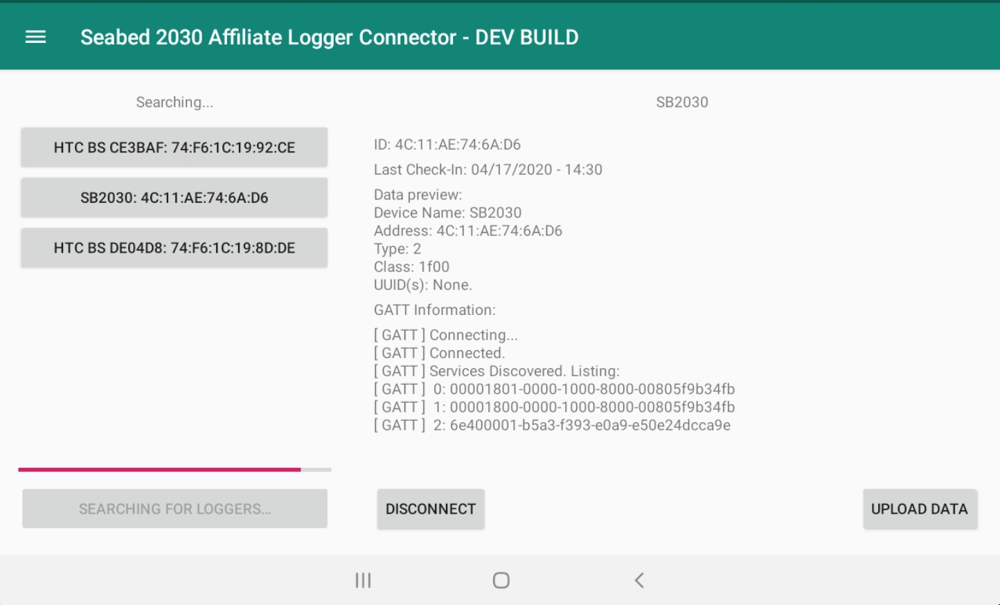 Seabed 2030 Affiliate Logger Connector - DEV BUILD
Searching...
HTC BS CE3BAF: 74:F6:1C:19:92:CE
SB2030: 4C:11:AE:74:6A:D6
HTC BS DE04D8: 74:F6:1C:19:8D:DE
SEARCHING FOR LOGGERS...
SB2030
ID: 4C:11:AE:74:6A:D6
Last Check-In: 04/17/2020 - 14:30
Data preview:
Device Name: SB2030
Address: 4C:11:AE:74:6A:D6
Type: 2
Class: 1f00
UUID(s): None.
GATT Information:
[ GATT ] Connecting...
[ GATT ] Connected.
[ GATT ] Services Discovered. Listing:
[ GATT ]  0: 00001801-0000-1000-8000-00805f9b34fb
[ GATT ]  1: 00001800-0000-1000-8000-00805f9b34fb
[ GATT ]  2: 6e400001-b5a3-f393-e0a9-e50e24dcca9e
DISCONNECT
UPLOAD DATA